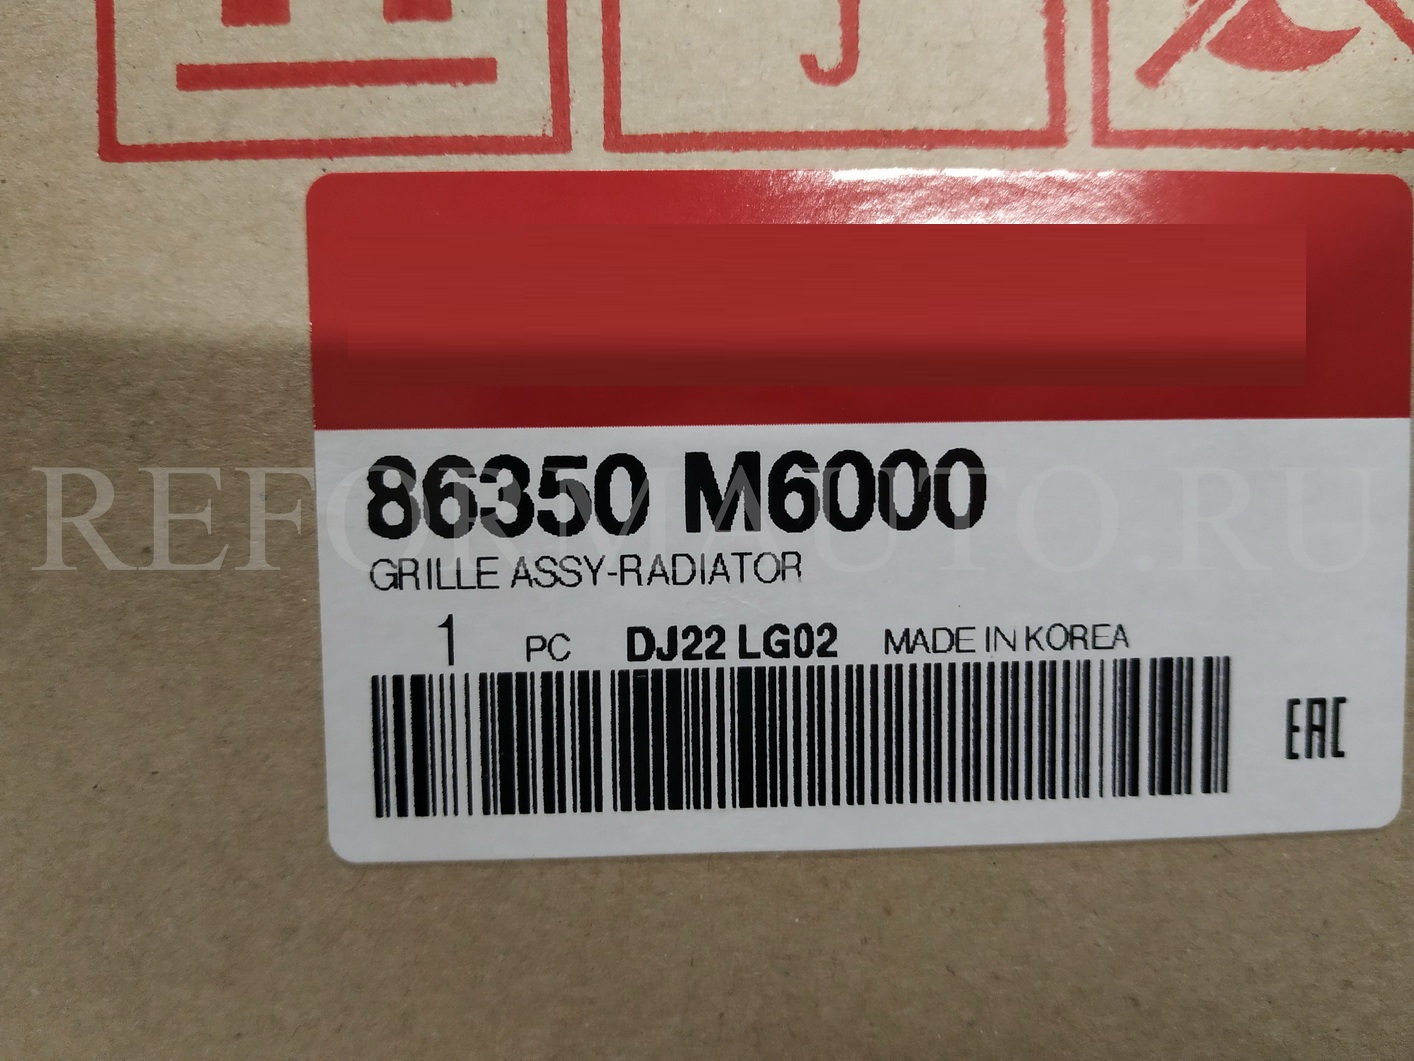 86350 M6000
REFORMAUTO.RU
GRILLE ASSY-RADIATOR
1 PC DJ22 LG02 MADE IN KOREA
EAC